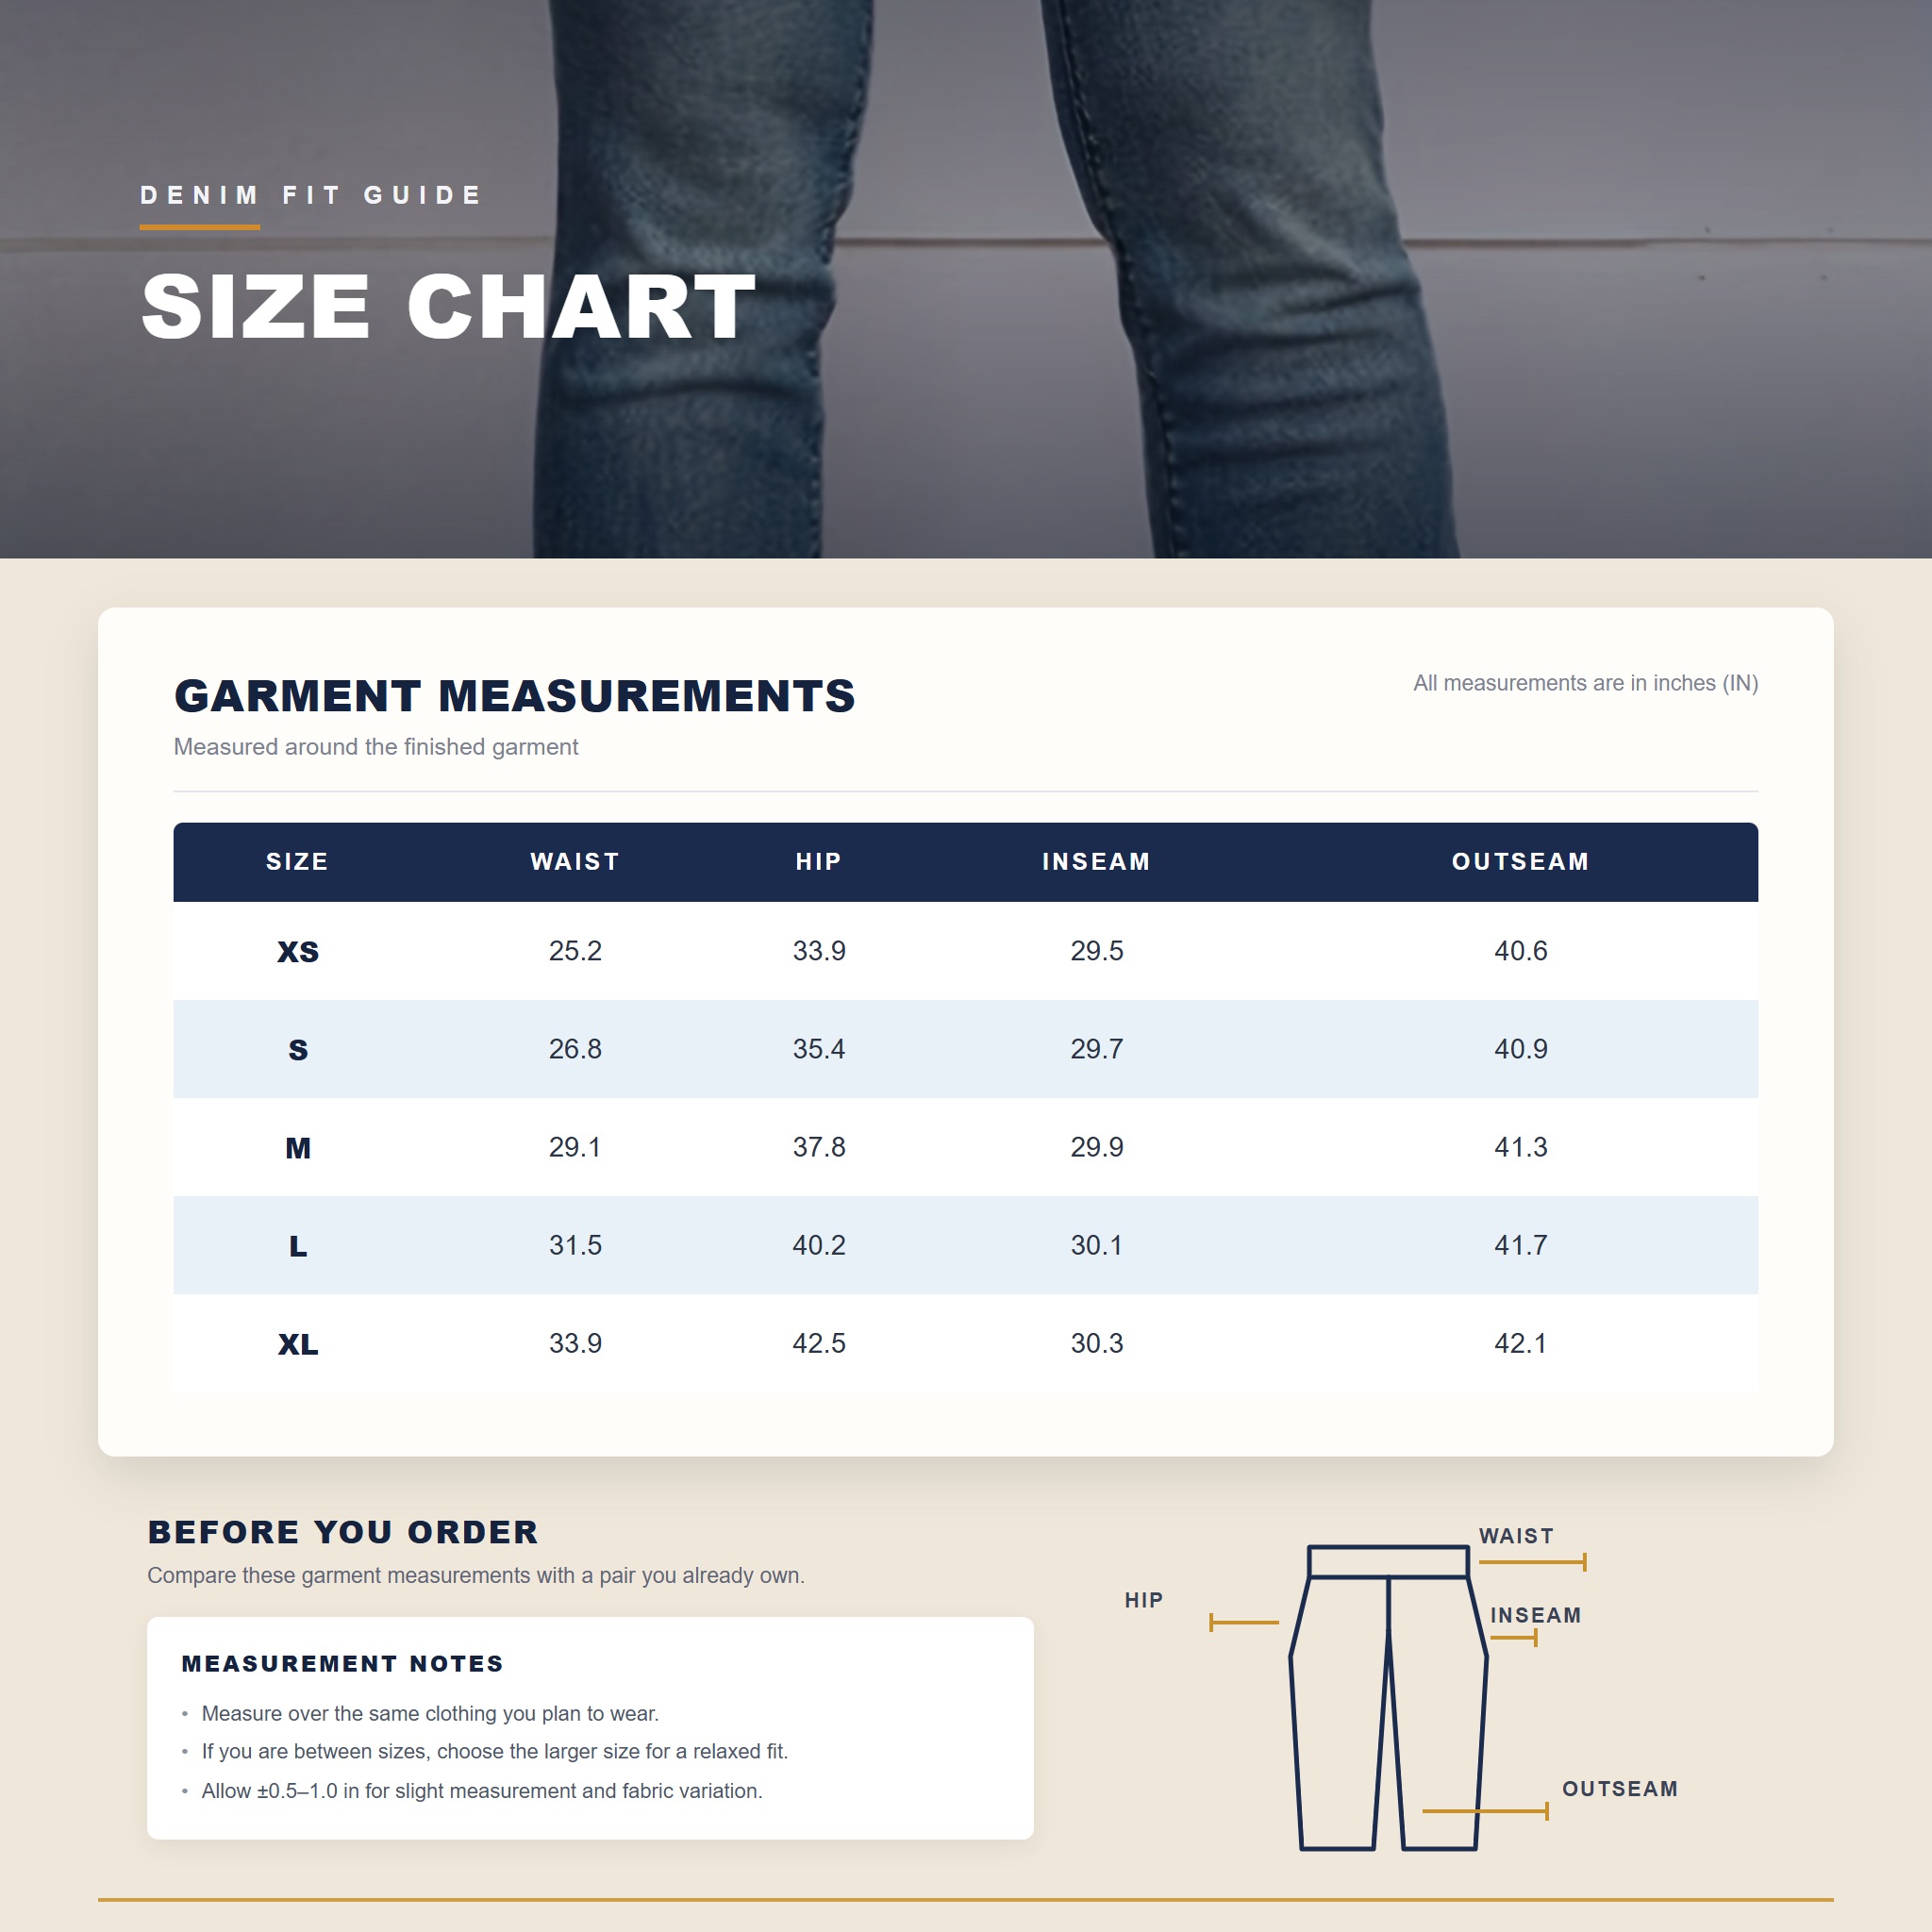 DENIM FIT GUIDE
SIZE CHART
GARMENT MEASUREMENTS
All measurements are in inches (IN)
Measured around the finished garment
SIZE WAIST HIP INSEAM OUTSEAM
XS 25.2 33.9 29.5 40.6
S 26.8 35.4 29.7 40.9
M 29.1 37.8 29.9 41.3
L 31.5 40.2 30.1 41.7
XL 33.9 42.5 30.3 42.1
BEFORE YOU ORDER
Compare these garment measurements with a pair you already own.
MEASUREMENT NOTES
• Measure over the same clothing you plan to wear.
• If you are between sizes, choose the larger size for a relaxed fit.
• Allow ±0.5–1.0 in for slight measurement and fabric variation.
WAIST
HIP
INSEAM
OUTSEAM